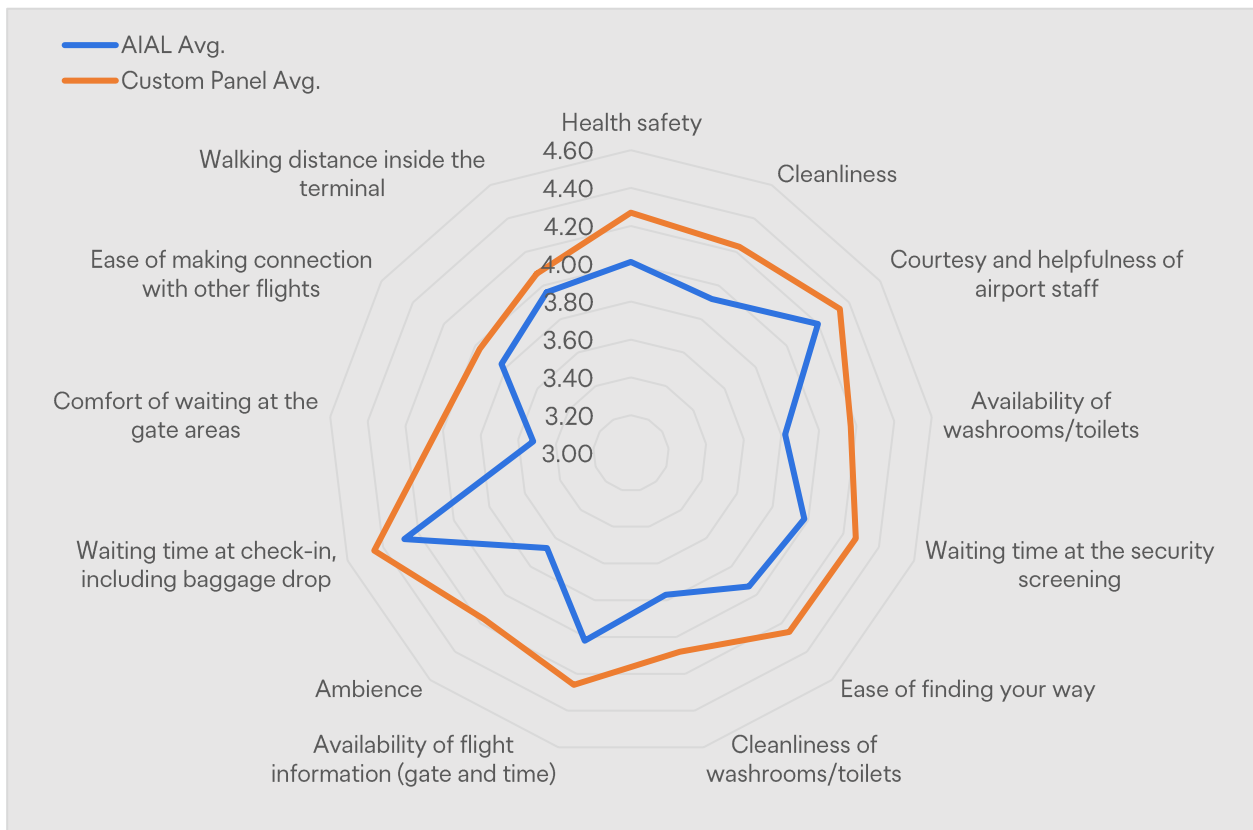 AIAL Avg.
Custom Panel Avg.
Health safety
Cleanliness
Courtesy and helpfulness of
airport staff
Availability of
washrooms/toilets
Waiting time at the security
screening
Ease of finding your way
Cleanliness of
washrooms/toilets
Availability of flight
information (gate and time)
Ambience
Waiting time at check-in,
including baggage drop
Comfort of waiting at the
gate areas
Ease of making connection
with other flights
Walking distance inside the
terminal
4.60
4.40
4.20
4.00
3.80
3.60
3.40
3.20
3.00